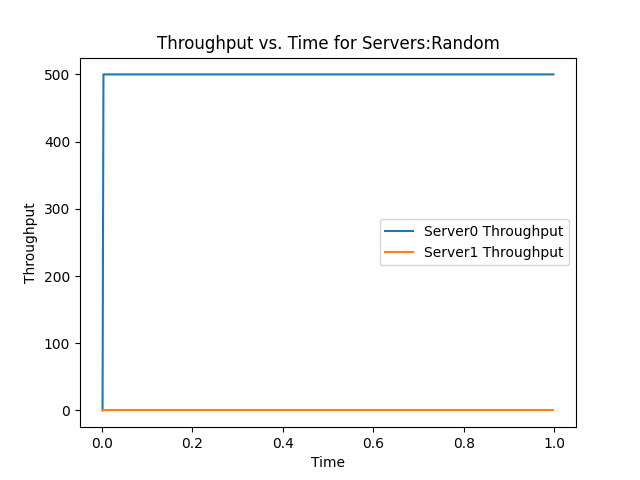 Throughput vs. Time for Servers:Random
500
400
300
200
100
0
Throughput
Server0 Throughput
Server1 Throughput
0.0 0.2 0.4 0.6 0.8 1.0
Time